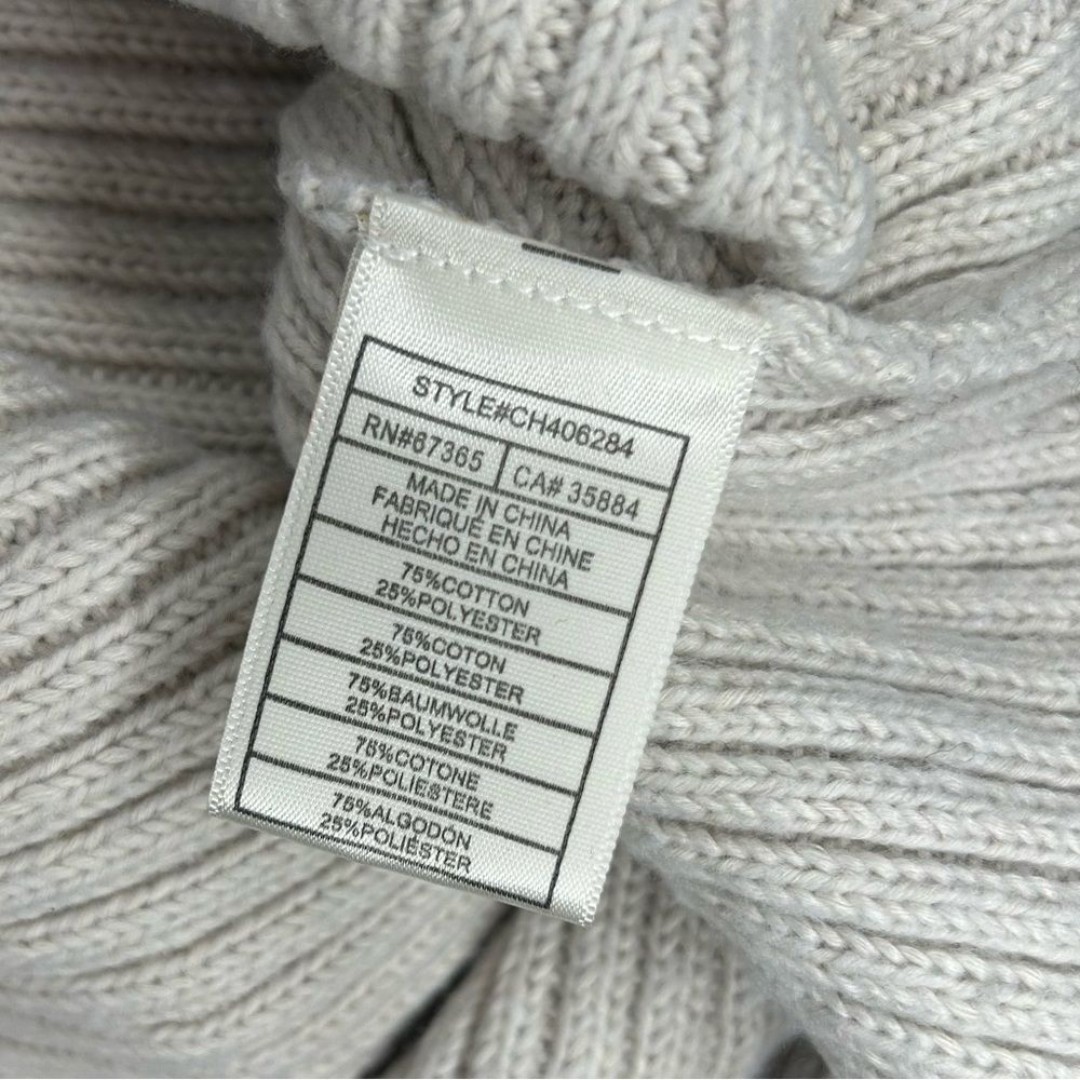 STYLE#CH406284
RN#67365 CA# 35884
MADE IN CHINA
FABRIQUÉ EN CHINE
HECHO EN CHINA
75%COTTON
25%POLYESTER
75%COTON
25%POLYESTER
75%BAUMWOLLE
25%POLYESTER
75%COTONE
25%POLIESTERE
75%ALGODÓN
25%POLIÉSTER